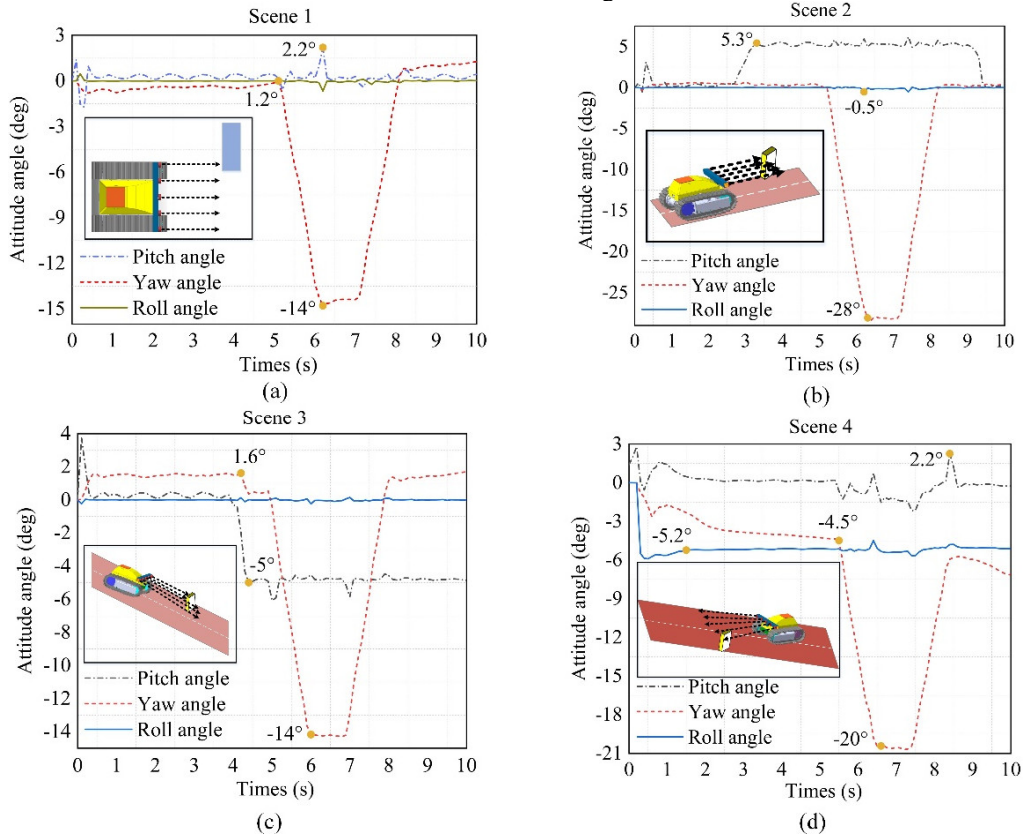 Scene 1
3
0
-3
-6
-9
-12
-15
Attitude angle (deg)
2.2°
1.2°
-14°
Pitch angle
Yaw angle
Roll angle
0 1 2 3 4 5 6 7 8 9 10
Times (s)
(a)
Scene 2
5
0
-5
-10
-15
-20
-25
Attitude angle (deg)
5.3°
-0.5°
-28°
Pitch angle
Yaw angle
Roll angle
0 1 2 3 4 5 6 7 8 9 10
Times (s)
(b)
Scene 3
4
2
0
-2
-4
-6
-8
-10
-12
-14
Attitude angle (deg)
1.6°
-5°
-14°
Pitch angle
Yaw angle
Roll angle
0 1 2 3 4 5 6 7 8 9 10
Times (s)
(c)
Scene 4
3
0
-3
-6
-9
-12
-15
-18
-21
Attitude angle (deg)
2.2°
-4.5°
-5.2°
-20°
Pitch angle
Yaw angle
Roll angle
0 1 2 3 4 5 6 7 8 9 10
Times (s)
(d)